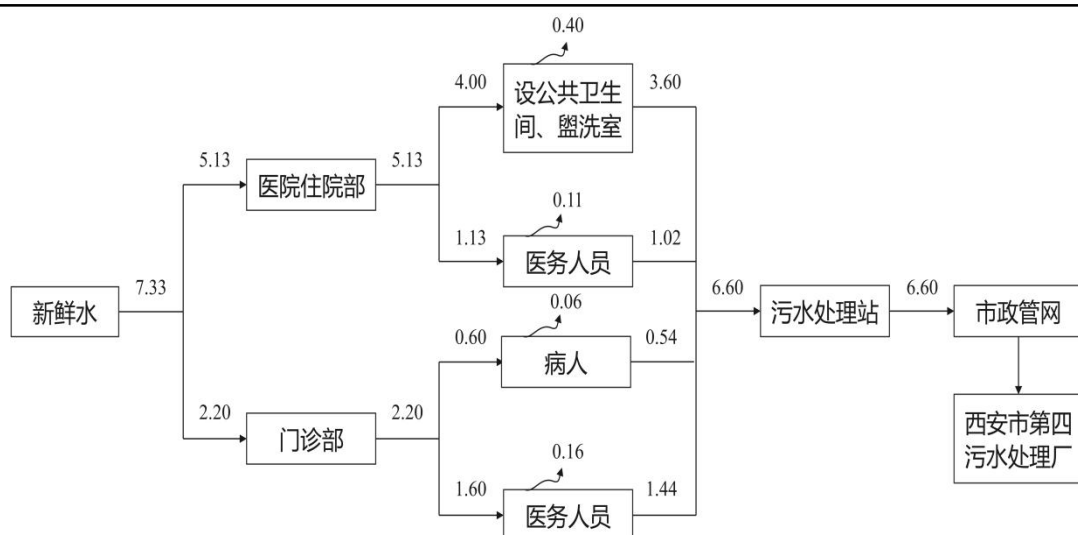 0.40
4.00
设公共卫生
间、盥洗室
3.60
5.13
医院住院部
5.13
0.11
1.13
医务人员
1.02
新鲜水
7.33
0.06
6.60
污水处理站
6.60
市政管网
0.60
病人
0.54
2.20
门诊部
2.20
西安市第四
污水处理厂
0.16
1.60
医务人员
1.44